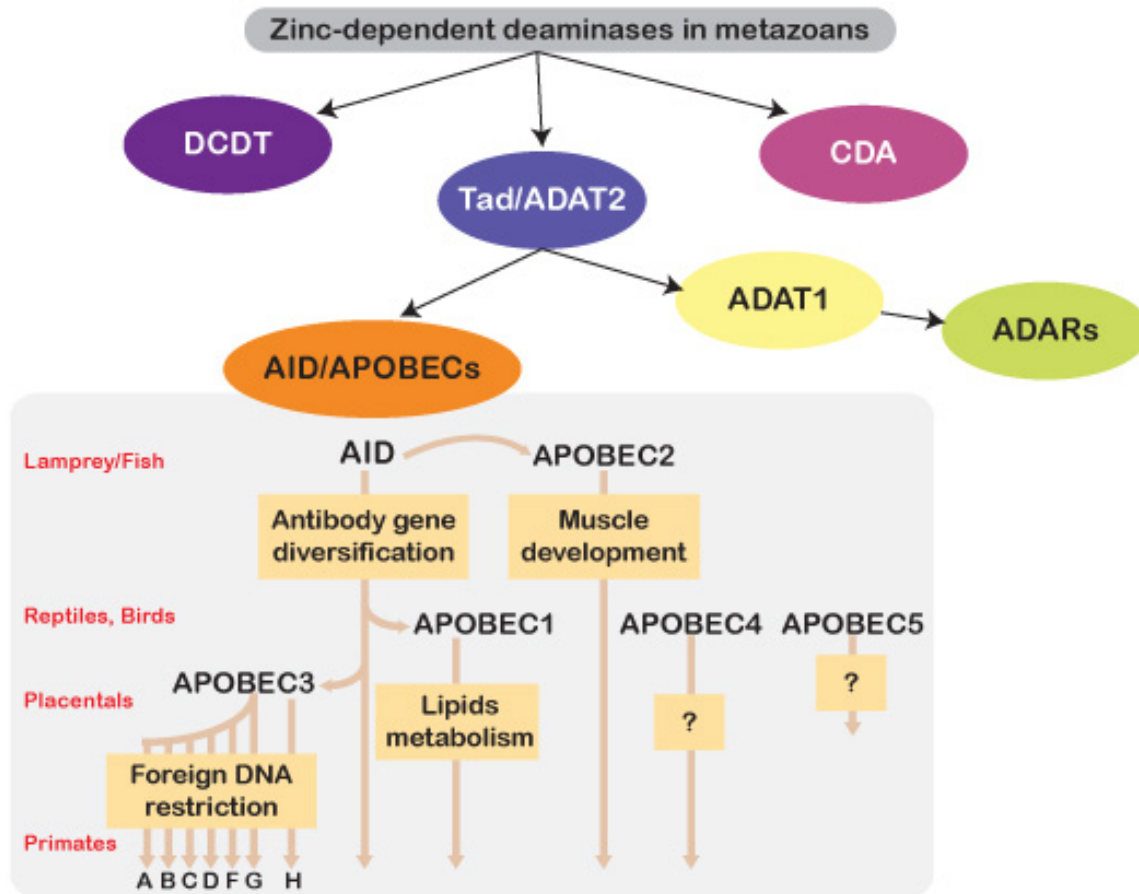 Zinc-dependent deaminases in metazoans
DCDT
CDA
Tad/ADAT2
ADAT1
ADARs
AID/APOBECs
Lamprey/Fish
AID
APOBEC2
Antibody gene
diversification
Muscle
development
Reptiles, Birds
APOBEC1
APOBEC4
APOBEC5
Placentals
APOBEC3
Lipids
metabolism
?
?
Foreign DNA
restriction
Primates
A B C D F G H